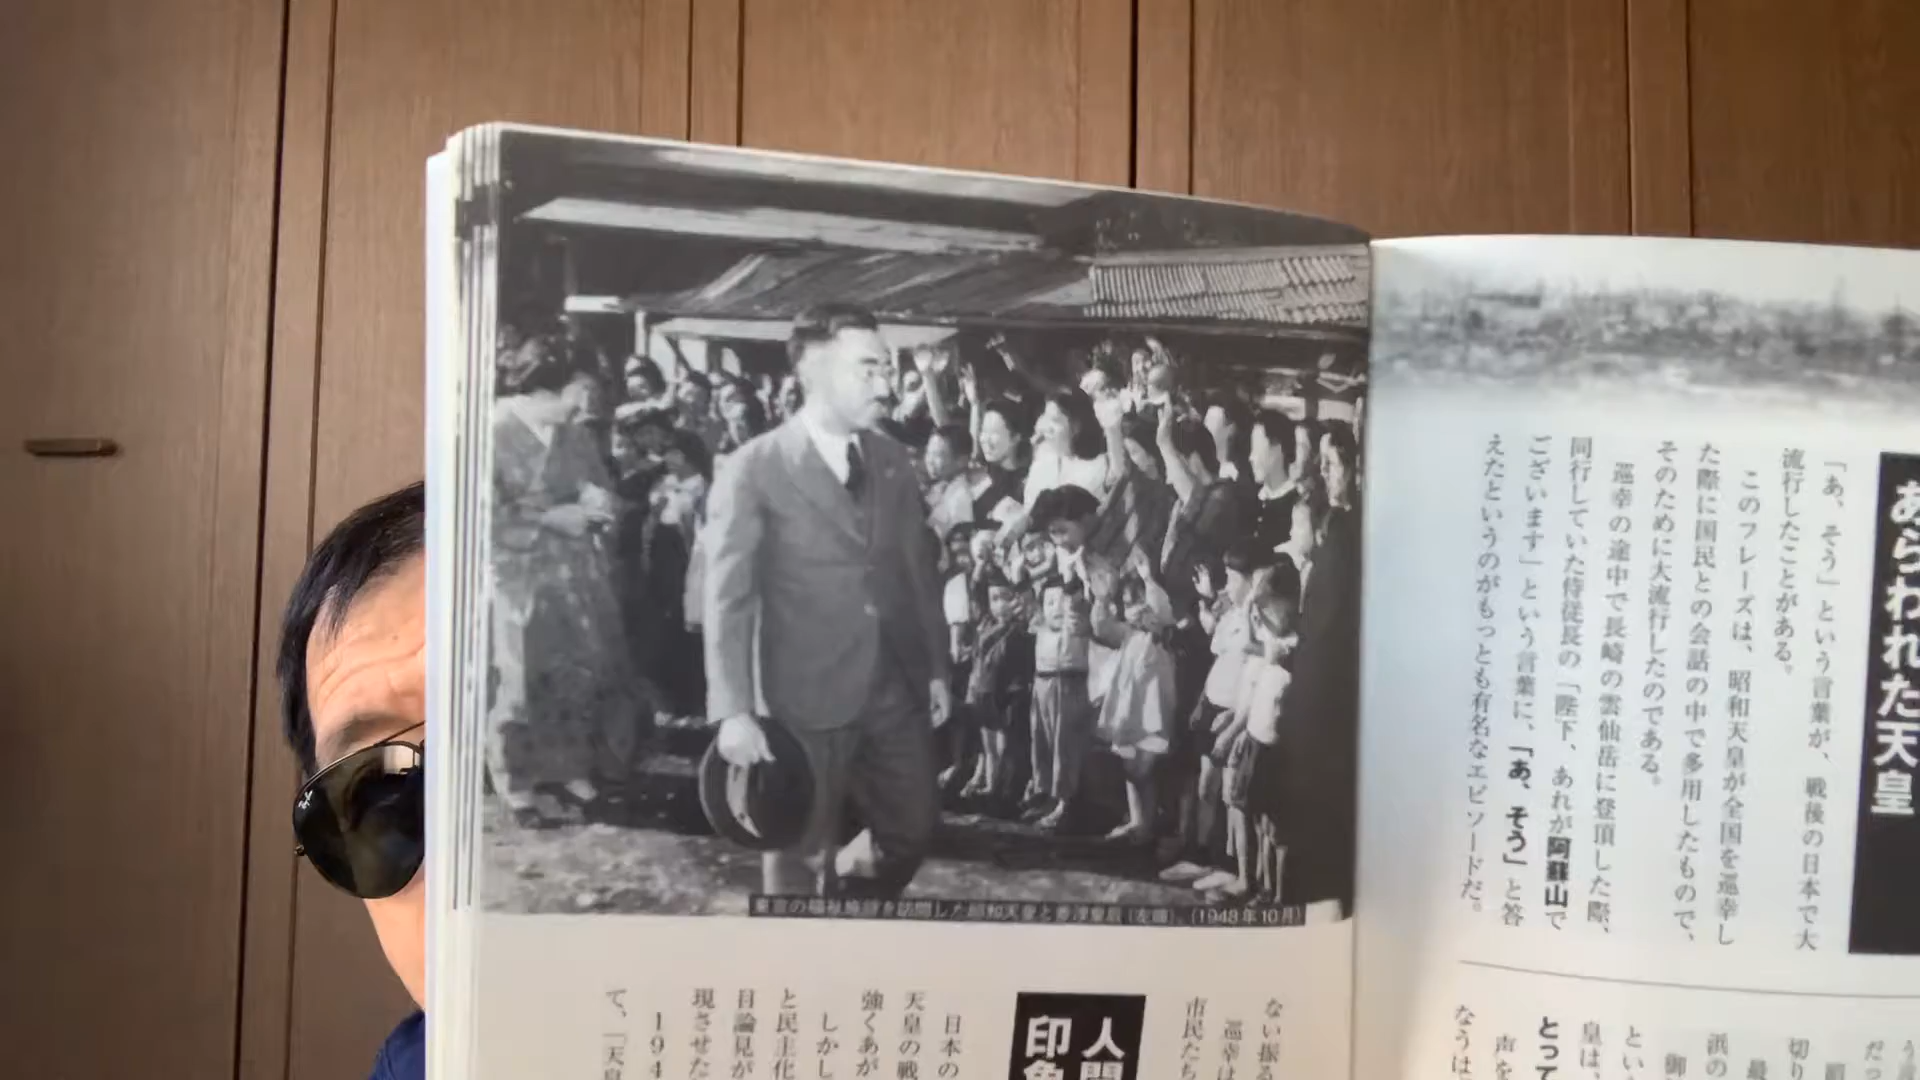 あらわれた天皇
「あ、そう」という言葉が、戦後の日本で大
流行したことがある。
このフレーズは、昭和天皇が全国を巡幸し
た際に国民との会話の中で多用したもので、
そのために大流行したのである。
巡幸の途中で長崎の雲仙岳に登頂した際、
同行していた侍従長の「陛下、あれが阿蘇山で
ございます」という言葉に、「あ、そう」と答
えたというのがもっとも有名なエピソードだ。
の福祉施設を訪問した昭和天皇と香淳皇后(左端)。(1948年10月)
だっ
切り
最
浜の
御
とい
皇は、
とって
声を
なうは
ない振る
巡幸は
市民たち
人間
印象
日本の
天皇の戦
強くあが
しかし
と民主化
目論見が
現させた
194
て、「天皇
Ray-Ban